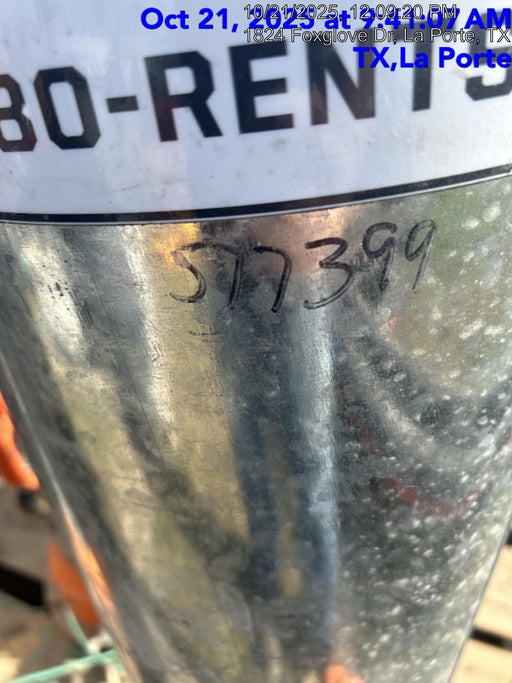 Oct 21, 2025 at 9:41:07 AM
10/21/2025, 12:09:20 PM
1824 Foxglove Dr, La Porte, TX
TX,La Porte
80-RENTS
577399